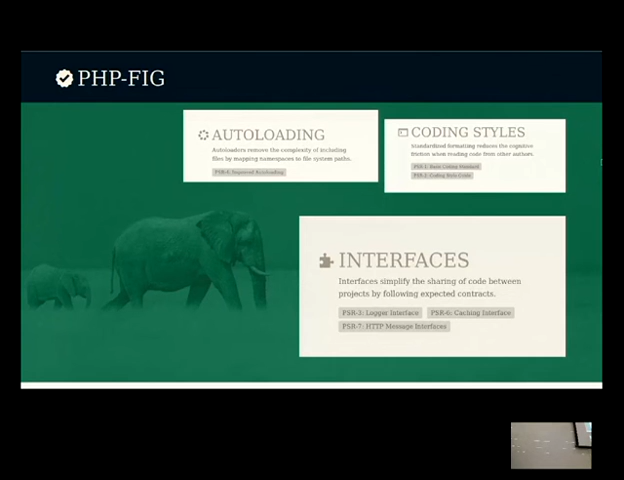 PHP-FIG
AUTOLOADING
Autoloaders remove the complexity of including
files by mapping namespaces to file system paths.
PSR-4: Improved Autoloading
CODING STYLES
Standardized formatting reduces the cognitive
friction when reading code from other authors.
PSR-1: Basic Coding Standard
PSR-2: Coding Style Guide
INTERFACES
Interfaces simplify the sharing of code between
projects by following expected contracts.
PSR-3: Logger Interface PSR-6: Caching Interface
PSR-7: HTTP Message Interfaces